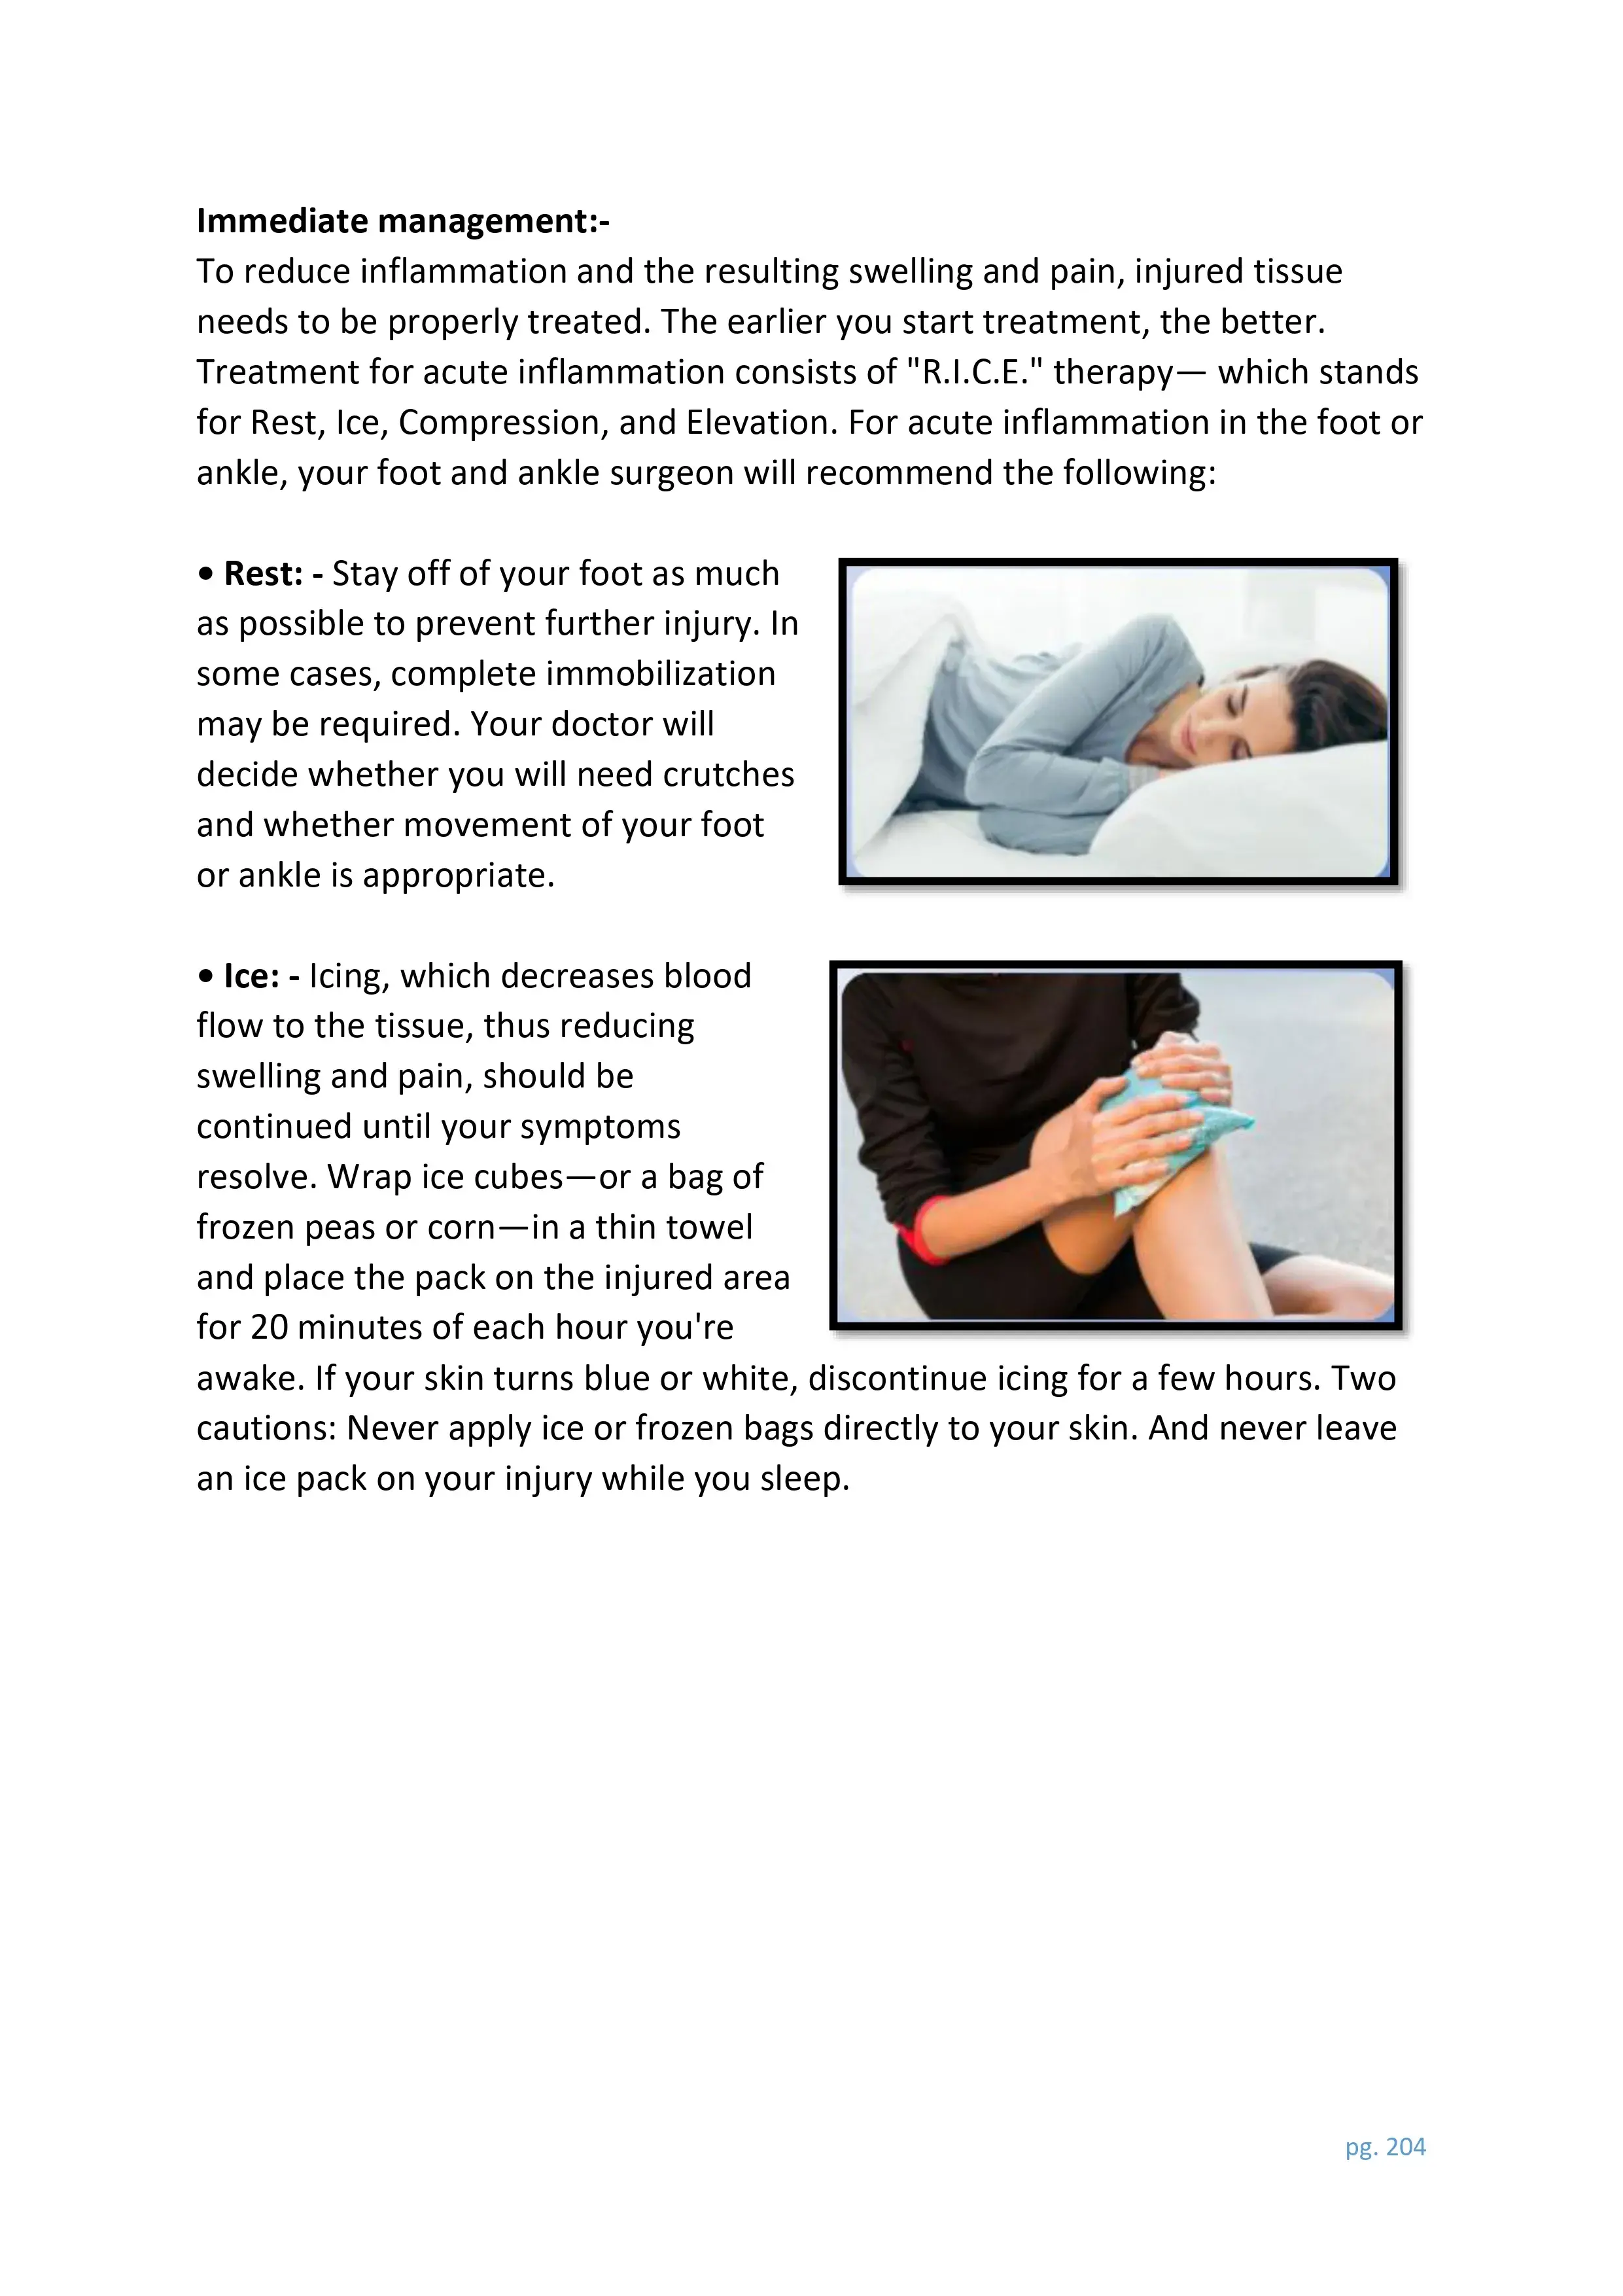 Immediate management:-
To reduce inflammation and the resulting swelling and pain, injured tissue
needs to be properly treated. The earlier you start treatment, the better.
Treatment for acute inflammation consists of "R.I.C.E." therapy— which stands
for Rest, Ice, Compression, and Elevation. For acute inflammation in the foot or
ankle, your foot and ankle surgeon will recommend the following:
• Rest: - Stay off of your foot as much
as possible to prevent further injury. In
some cases, complete immobilization
may be required. Your doctor will
decide whether you will need crutches
and whether movement of your foot
or ankle is appropriate.
• Ice: - Icing, which decreases blood
flow to the tissue, thus reducing
swelling and pain, should be
continued until your symptoms
resolve. Wrap ice cubes—or a bag of
frozen peas or corn—in a thin towel
and place the pack on the injured area
for 20 minutes of each hour you're
awake. If your skin turns blue or white, discontinue icing for a few hours. Two
cautions: Never apply ice or frozen bags directly to your skin. And never leave
an ice pack on your injury while you sleep.
pg. 204